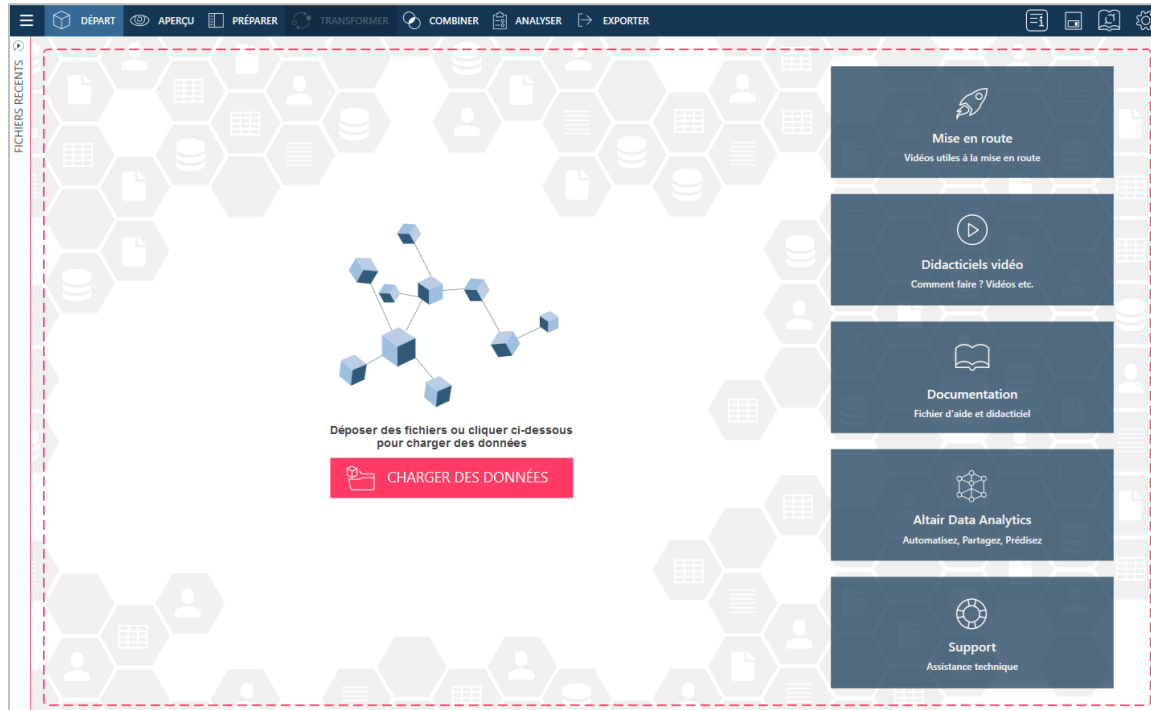 DÉPART APERÇU PRÉPARER TRANSFORMER COMBINER ANALYSER EXPORTER
FICHIERS RECENTS
Déposer des fichiers ou cliquer ci-dessous
pour charger des données
CHARGER DES DONNÉES
Mise en route
Vidéos utiles à la mise en route
Didacticiels vidéo
Comment faire ? Vidéos etc.
Documentation
Fichier d'aide et didacticiel
Altair Data Analytics
Automatisez, Partagez, Prédisez
Support
Assistance technique